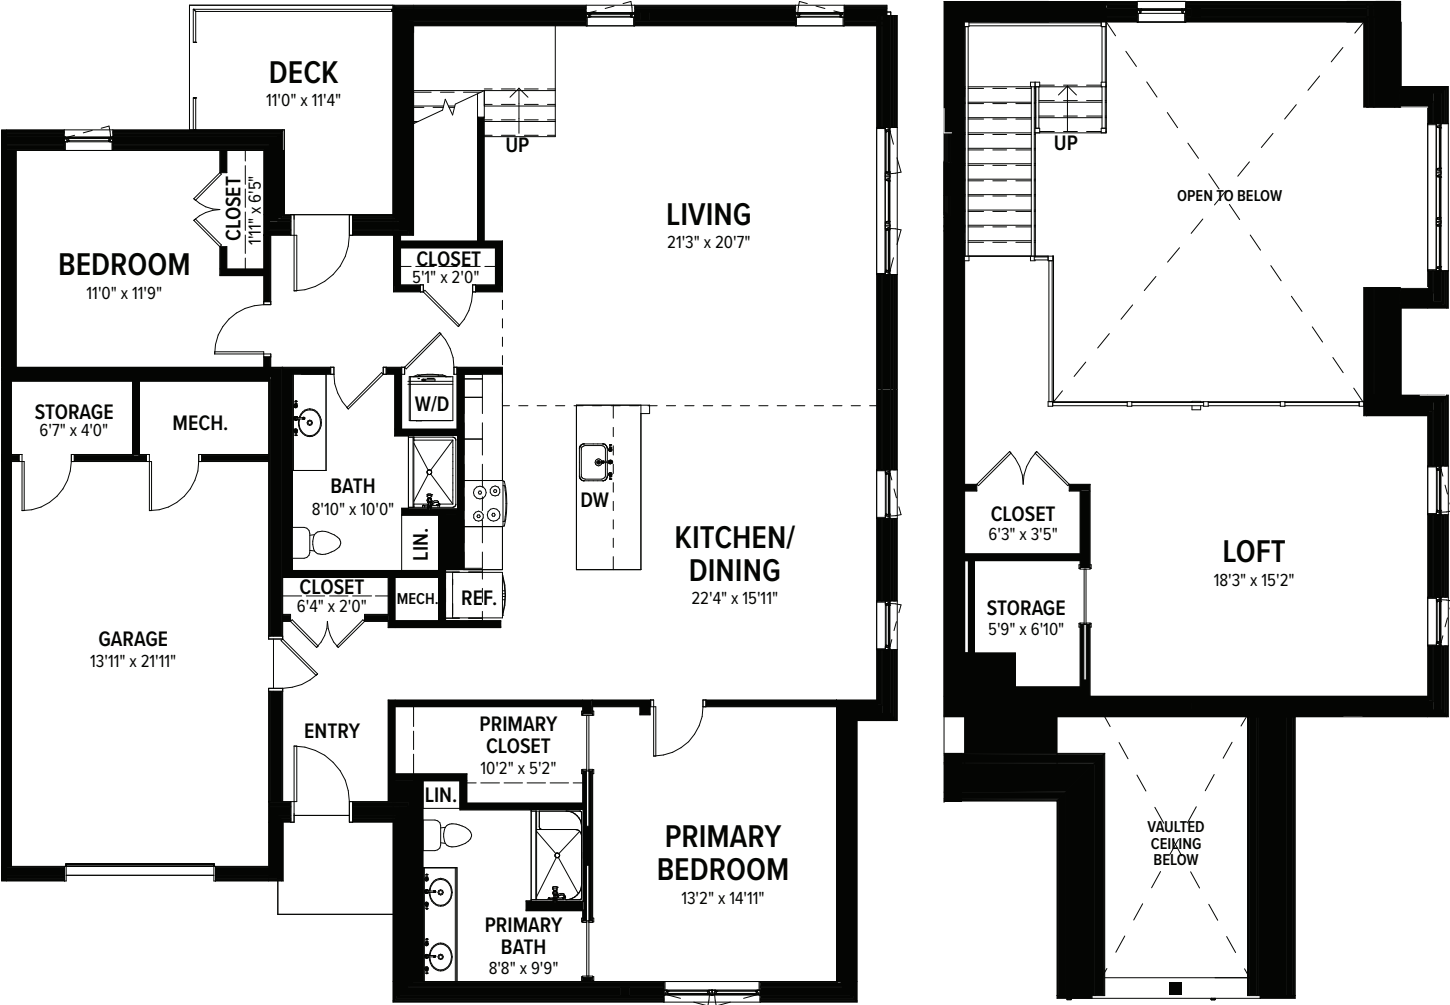 DECK
11'0" x 11'4"
UP
CLOSET
1'11" x 6'5"
BEDROOM
11'0" x 11'9"
LIVING
21'3" x 20'7"
CLOSET
5'1" x 2'0"
W/D
STORAGE
6'7" x 4'0"
MECH.
BATH
8'10" x 10'0"
LIN.
DW
KITCHEN/
DINING
22'4" x 15'11"
CLOSET
6'4" x 2'0"
MECH.
REF.
GARAGE
13'11" x 21'11"
ENTRY
PRIMARY
CLOSET
10'2" x 5'2"
LIN.
PRIMARY
BEDROOM
13'2" x 14'11"
PRIMARY
BATH
8'8" x 9'9"
UP
OPEN TO BELOW
CLOSET
6'3" x 3'5"
LOFT
18'3" x 15'2"
STORAGE
5'9" x 6'10"
VAULTED
CEILING
BELOW